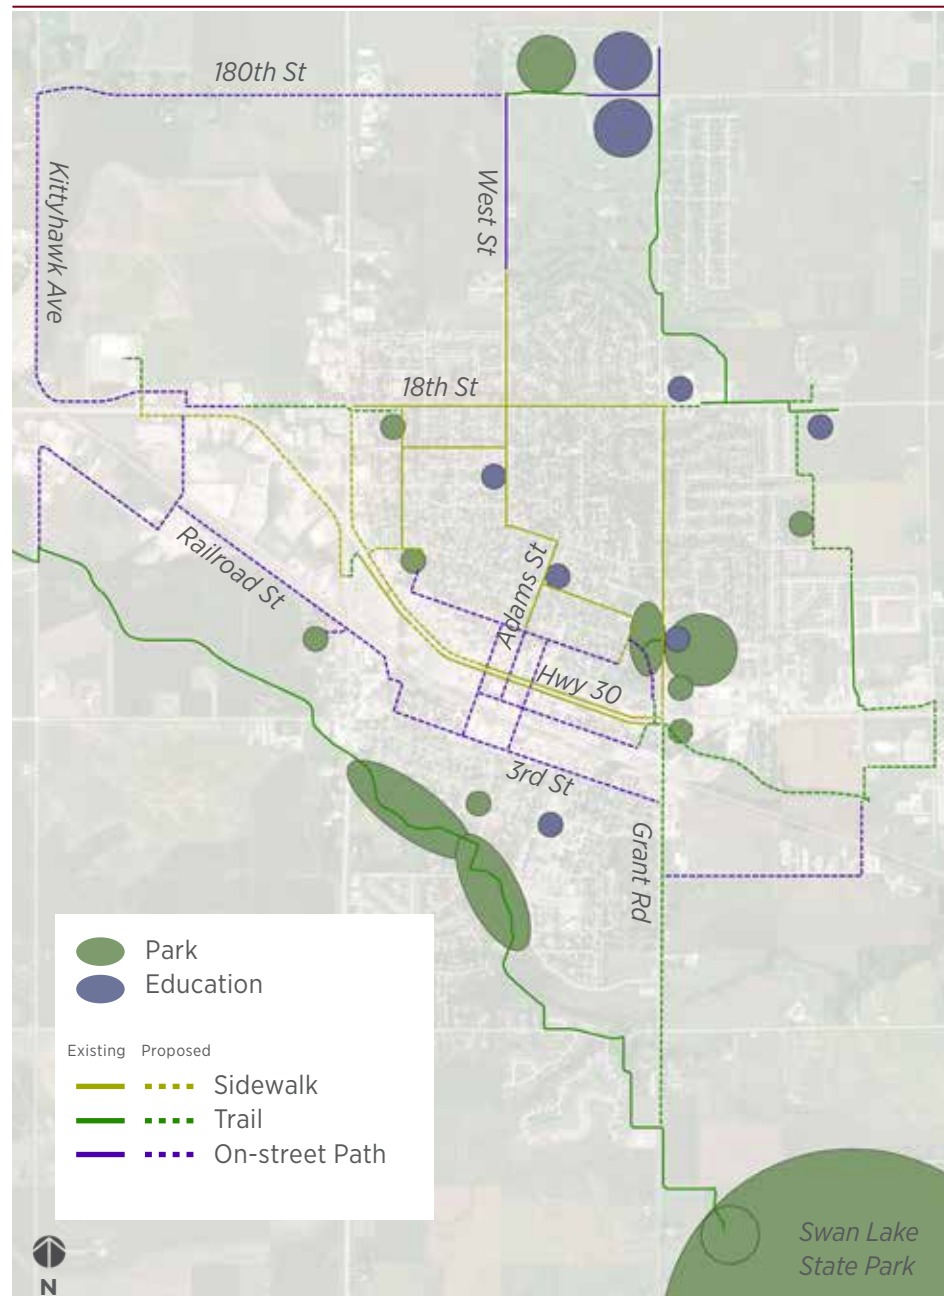 180th St
Kittyhawk Ave
West St
18th St
Railroad St
Adams St
Hwy 30
3rd St
Grant Rd
Park
Education
Existing Proposed
Sidewalk
Trail
On-street Path
N
Swan Lake
State Park